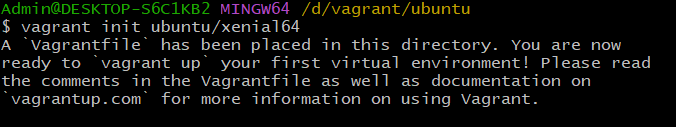 Admin@DESKTOP-S6C1KB2 MINGW64 /d/vagrant/ubuntu
$ vagrant init ubuntu/xenial64
A `Vagrantfile` has been placed in this directory. You are now
ready to `vagrant up` your first virtual environment! Please read
the comments in the Vagrantfile as well as documentation on
`vagrantup.com` for more information on using Vagrant.